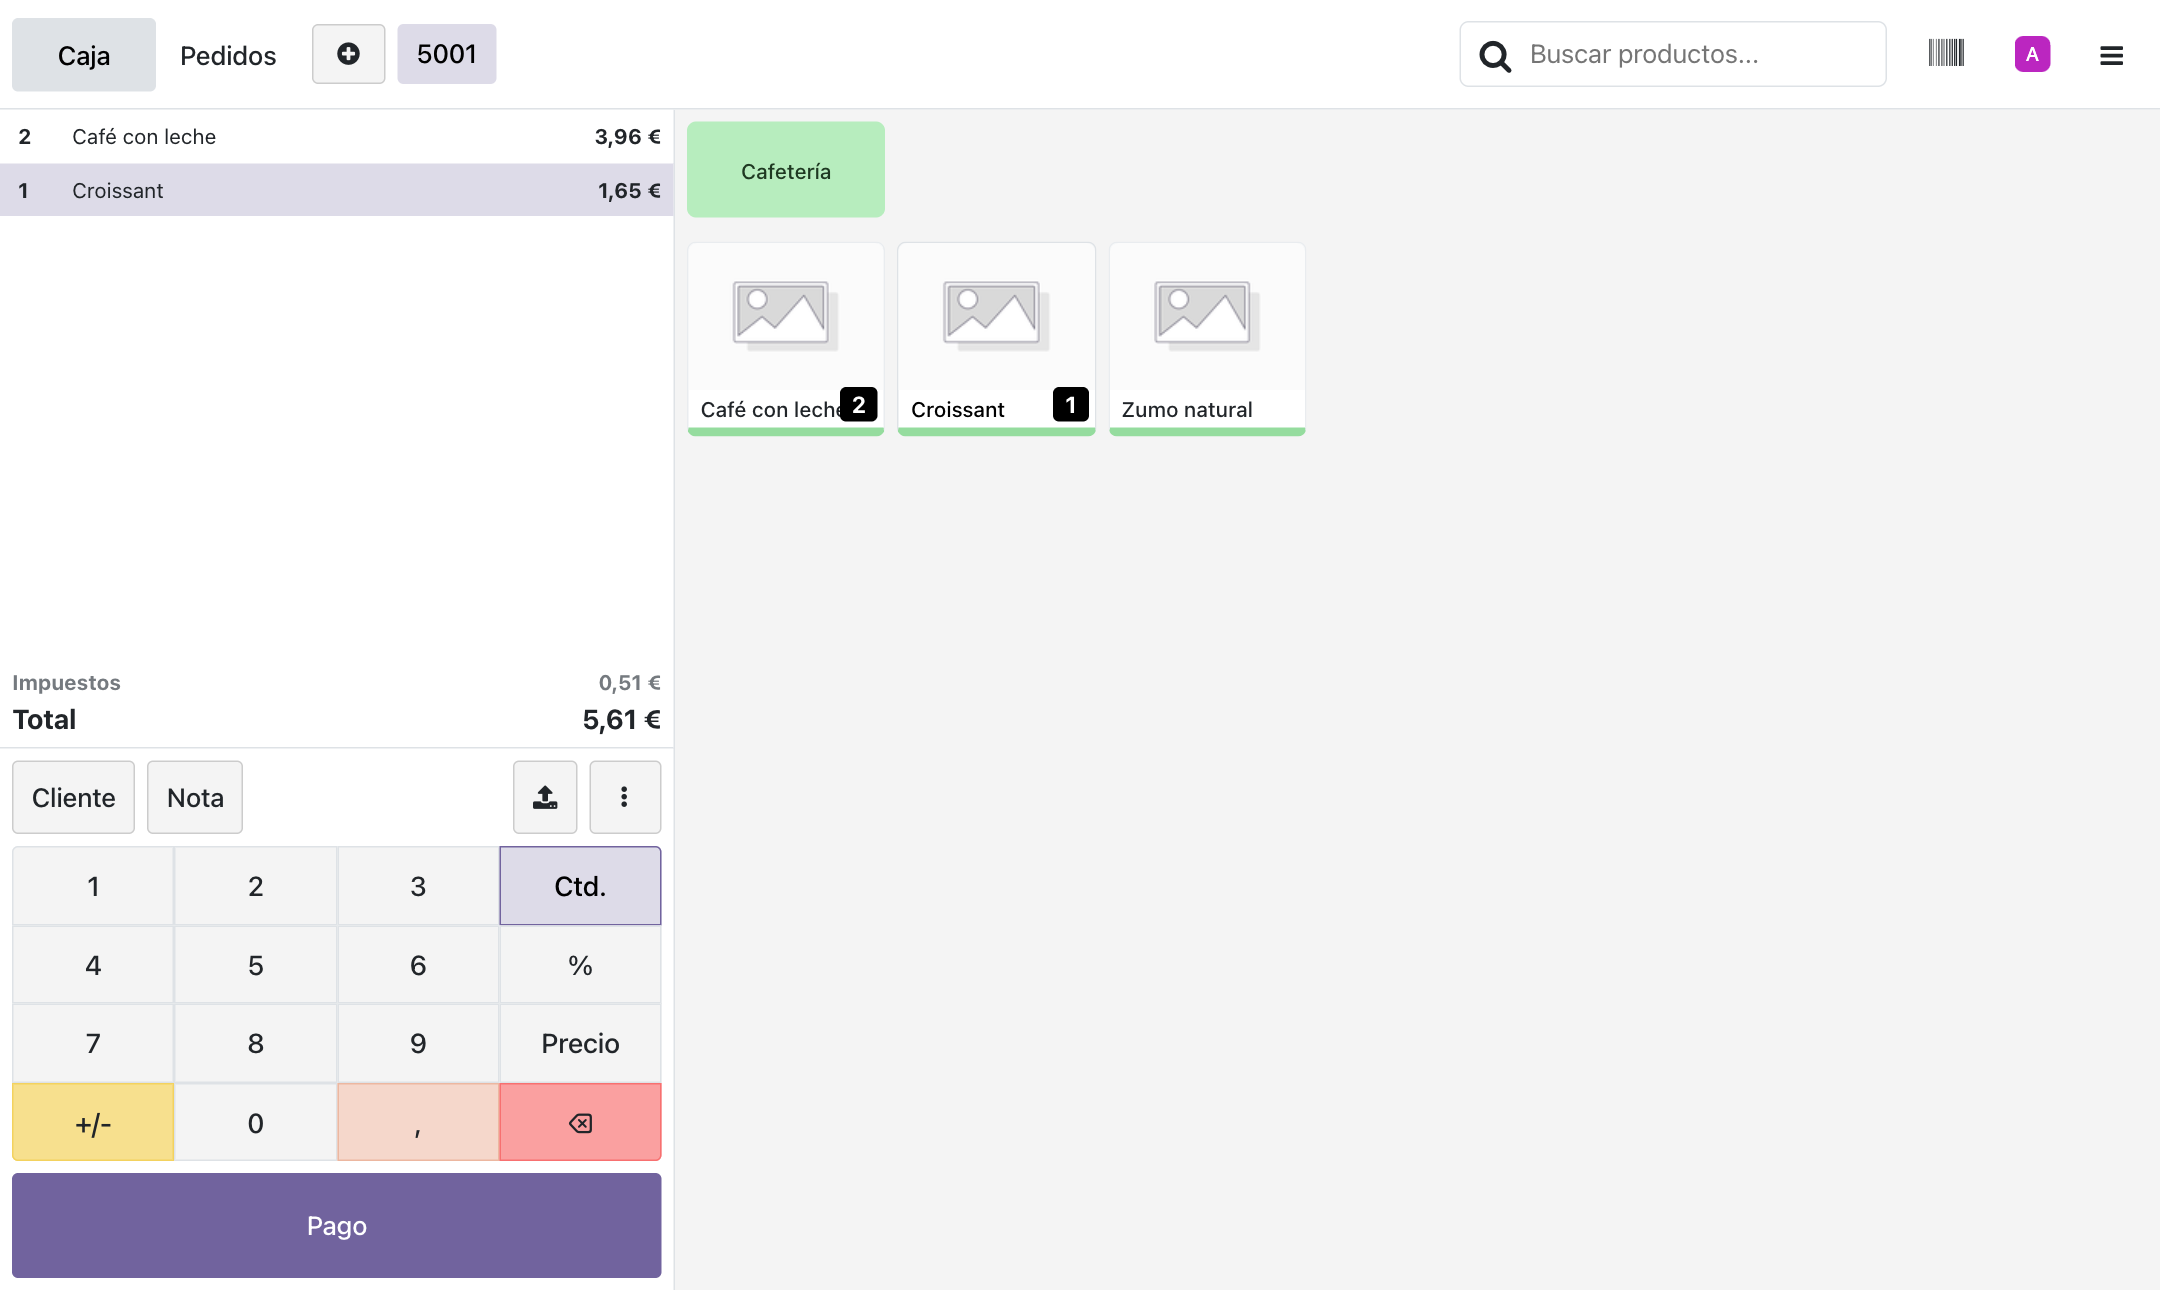 Caja Pedidos 5001 Buscar productos... A
2 Café con leche 3,96 €
1 Croissant 1,65 €
Impuestos 0,51 €
Total 5,61 €
Cliente Nota
1 2 3 Ctd.
4 5 6 %
7 8 9 Precio
+/- 0 ,
Pago
Cafetería
Café con leche 2
Croissant 1
Zumo natural